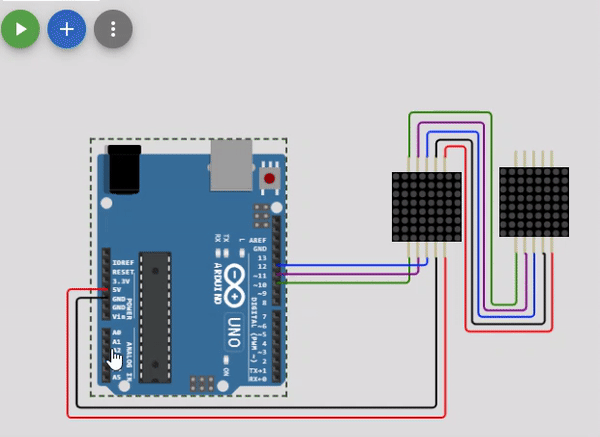 AREF
GND
13
12
~11
~10
~9
8
7
~6
~5
4
~3
2
TX→1
RX←0
DIGITAL (PWM ~)
L
TX
RX
ARDUINO
UNO
ON
IOREF
RESET
3.3V
5V
GND
GND
Vin
POWER
A0
A1
A5
ANALOG IN